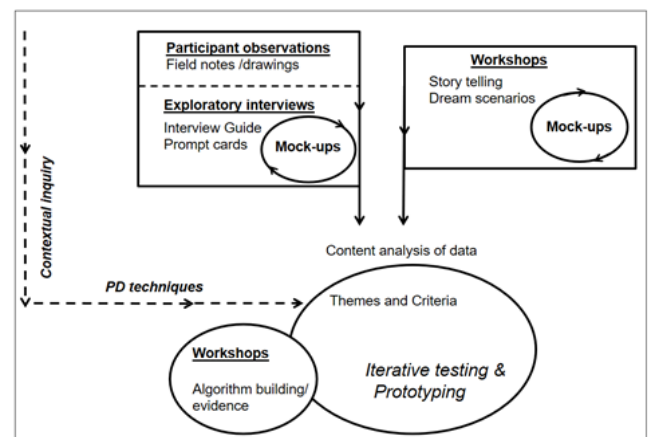 Participant observations
Field notes /drawings
Exploratory interviews
Interview Guide
Prompt cards
Mock-ups
Workshops
Story telling
Dream scenarios
Mock-ups
Contextual inquiry
Content analysis of data
PD techniques
Themes and Criteria
Workshops
Algorithm building/
evidence
Iterative testing &
Prototyping